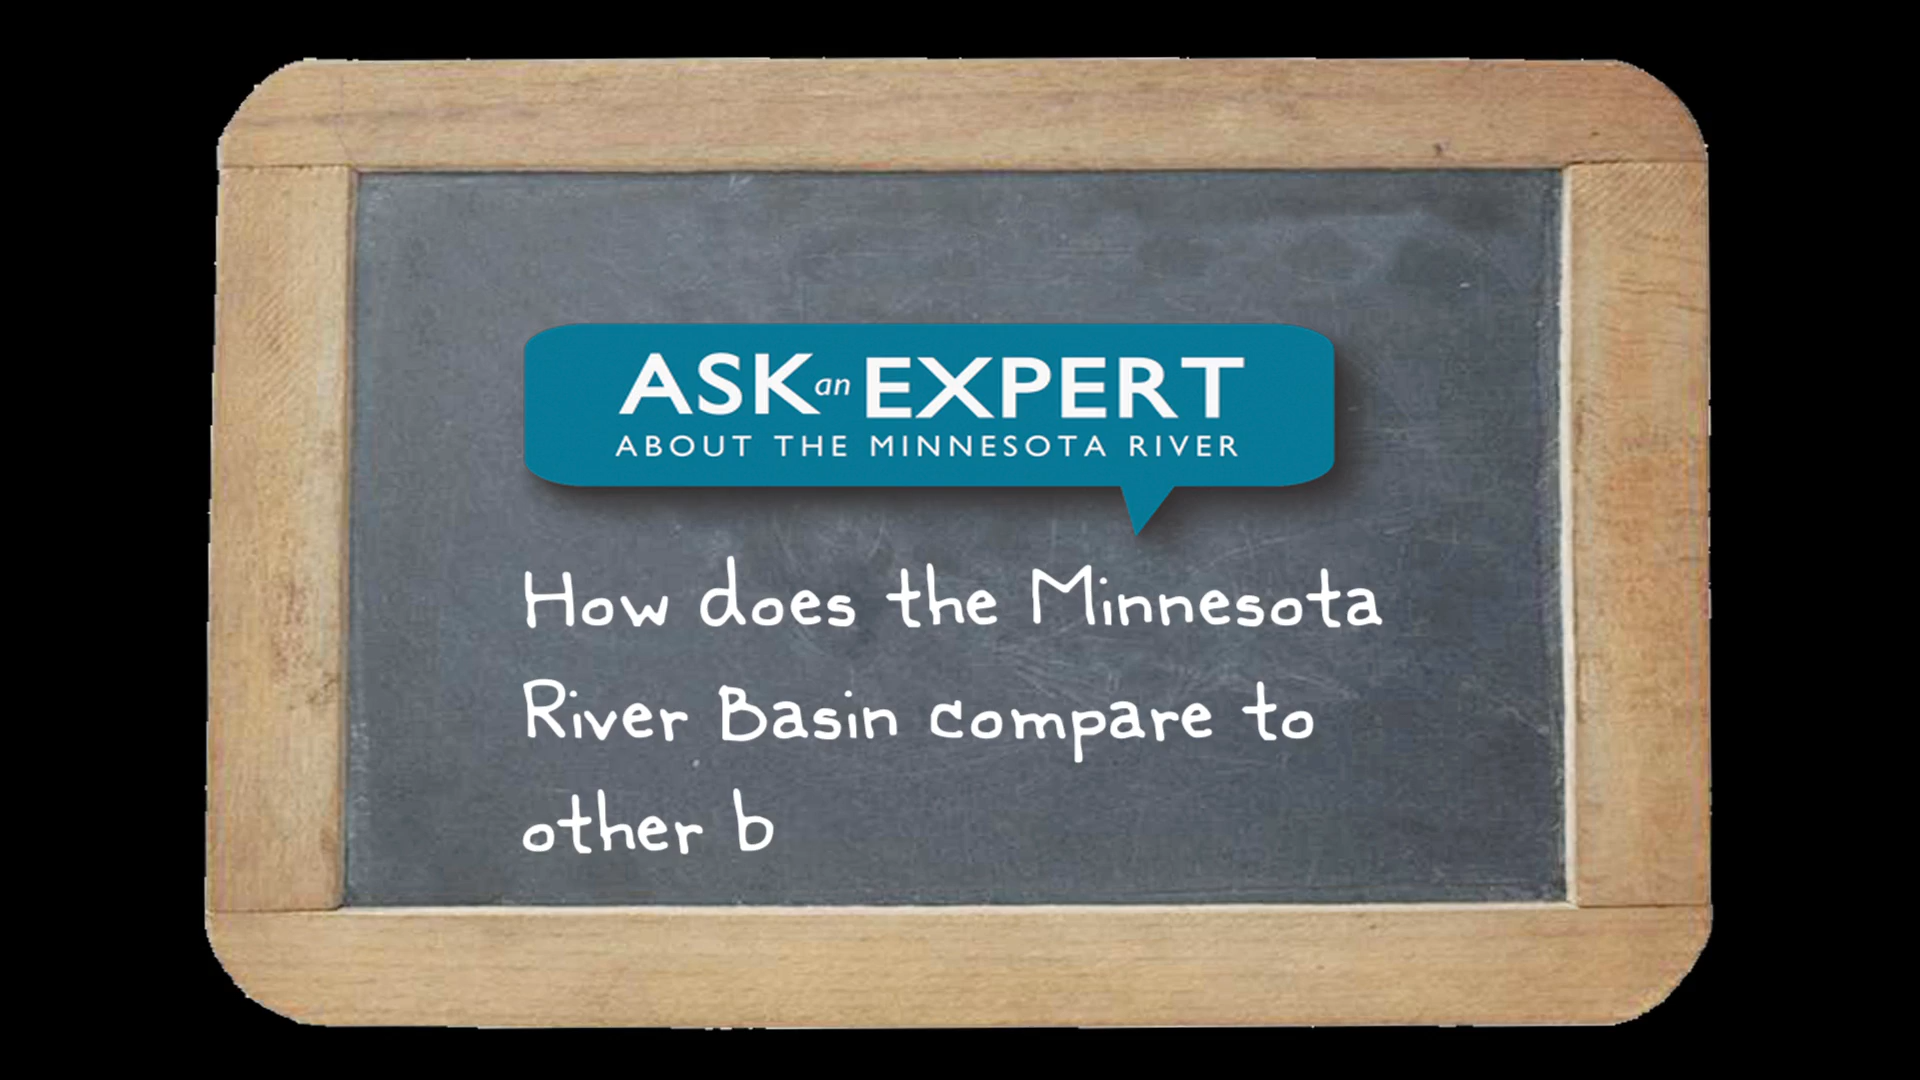 ASK an EXPERT
ABOUT THE MINNESOTA RIVER
How does the Minnesota
River Basin compare to
other b